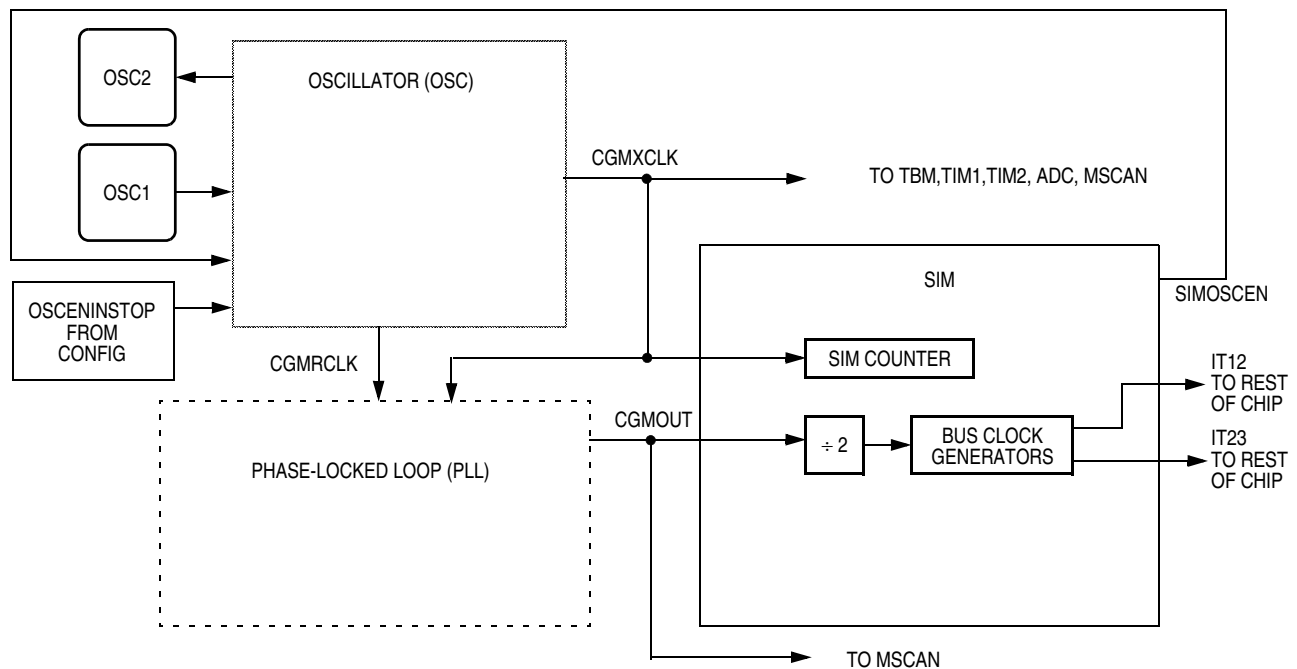 OSC2
OSCILLATOR (OSC)
CGMXCLK
OSC1
TO TBM,TIM1,TIM2, ADC, MSCAN
SIM
SIMOSCEN
OSCENINSTOP
FROM
CONFIG
CGMRCLK
SIM COUNTER
IT12
TO REST
OF CHIP
CGMOUT
÷ 2
BUS CLOCK
GENERATORS
IT23
TO REST
OF CHIP
PHASE-LOCKED LOOP (PLL)
TO MSCAN